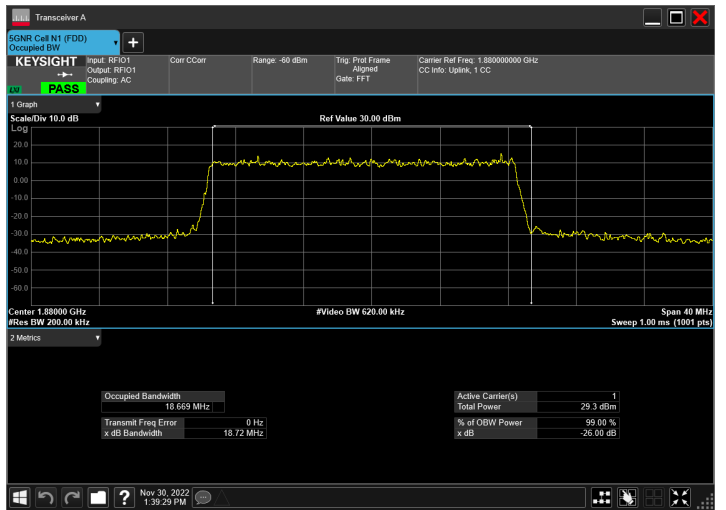 Transceiver A
5GNR Cell N1 (FDD)
Occupied BW
KEYSIGHT
LXI
PASS
Input: RFIO1
Output: RFIO1
Coupling: AC
Corr CCorr
Range: -60 dBm
Trig: Prot Frame
Aligned
Gate: FFT
Carrier Ref Freq: 1.880000000 GHz
CC Info: Uplink, 1 CC
1 Graph
Scale/Div 10.0 dB
Ref Value 30.00 dBm
Log
20.0
10.0
0.00
-10.0
-20.0
-30.0
-40.0
-50.0
-60.0
Center 1.88000 GHz
#Video BW 620.00 kHz
Span 40 MHz
#Res BW 200.00 kHz
Sweep 1.00 ms (1001 pts)
2 Metrics
Occupied Bandwidth
18.669 MHz
Transmit Freq Error 0 Hz
x dB Bandwidth 18.72 MHz
Active Carrier(s) 1
Total Power 29.3 dBm
% of OBW Power 99.00 %
x dB -26.00 dB
?
Nov 30, 2022
1:39:29 PM